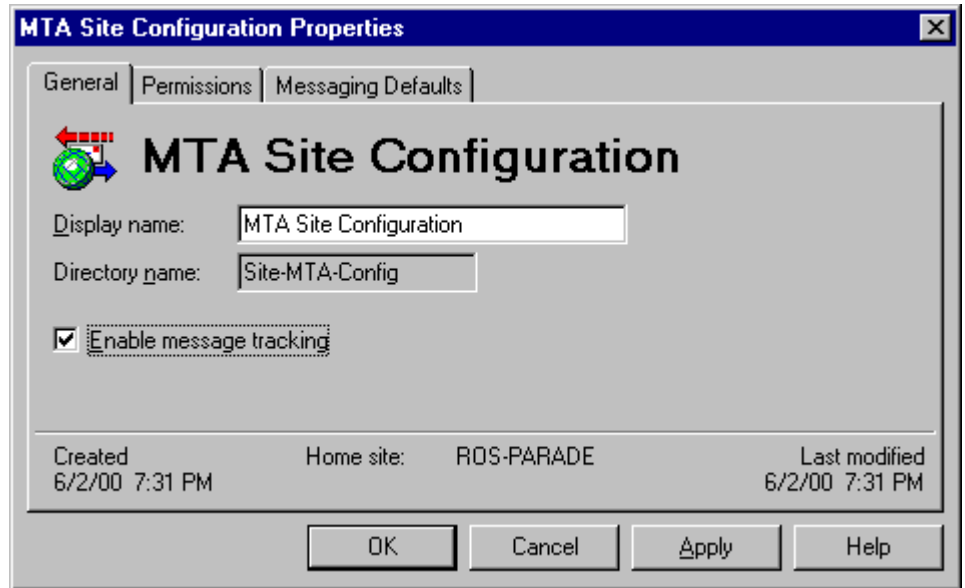 MTA Site Configuration Properties
General Permissions Messaging Defaults
MTA Site Configuration
Display name: MTA Site Configuration
Directory name: Site-MTA-Config
Enable message tracking
Created Home site: ROS-PARADE Last modified
6/2/00 7:31 PM 6/2/00 7:31 PM
OK Cancel Apply Help